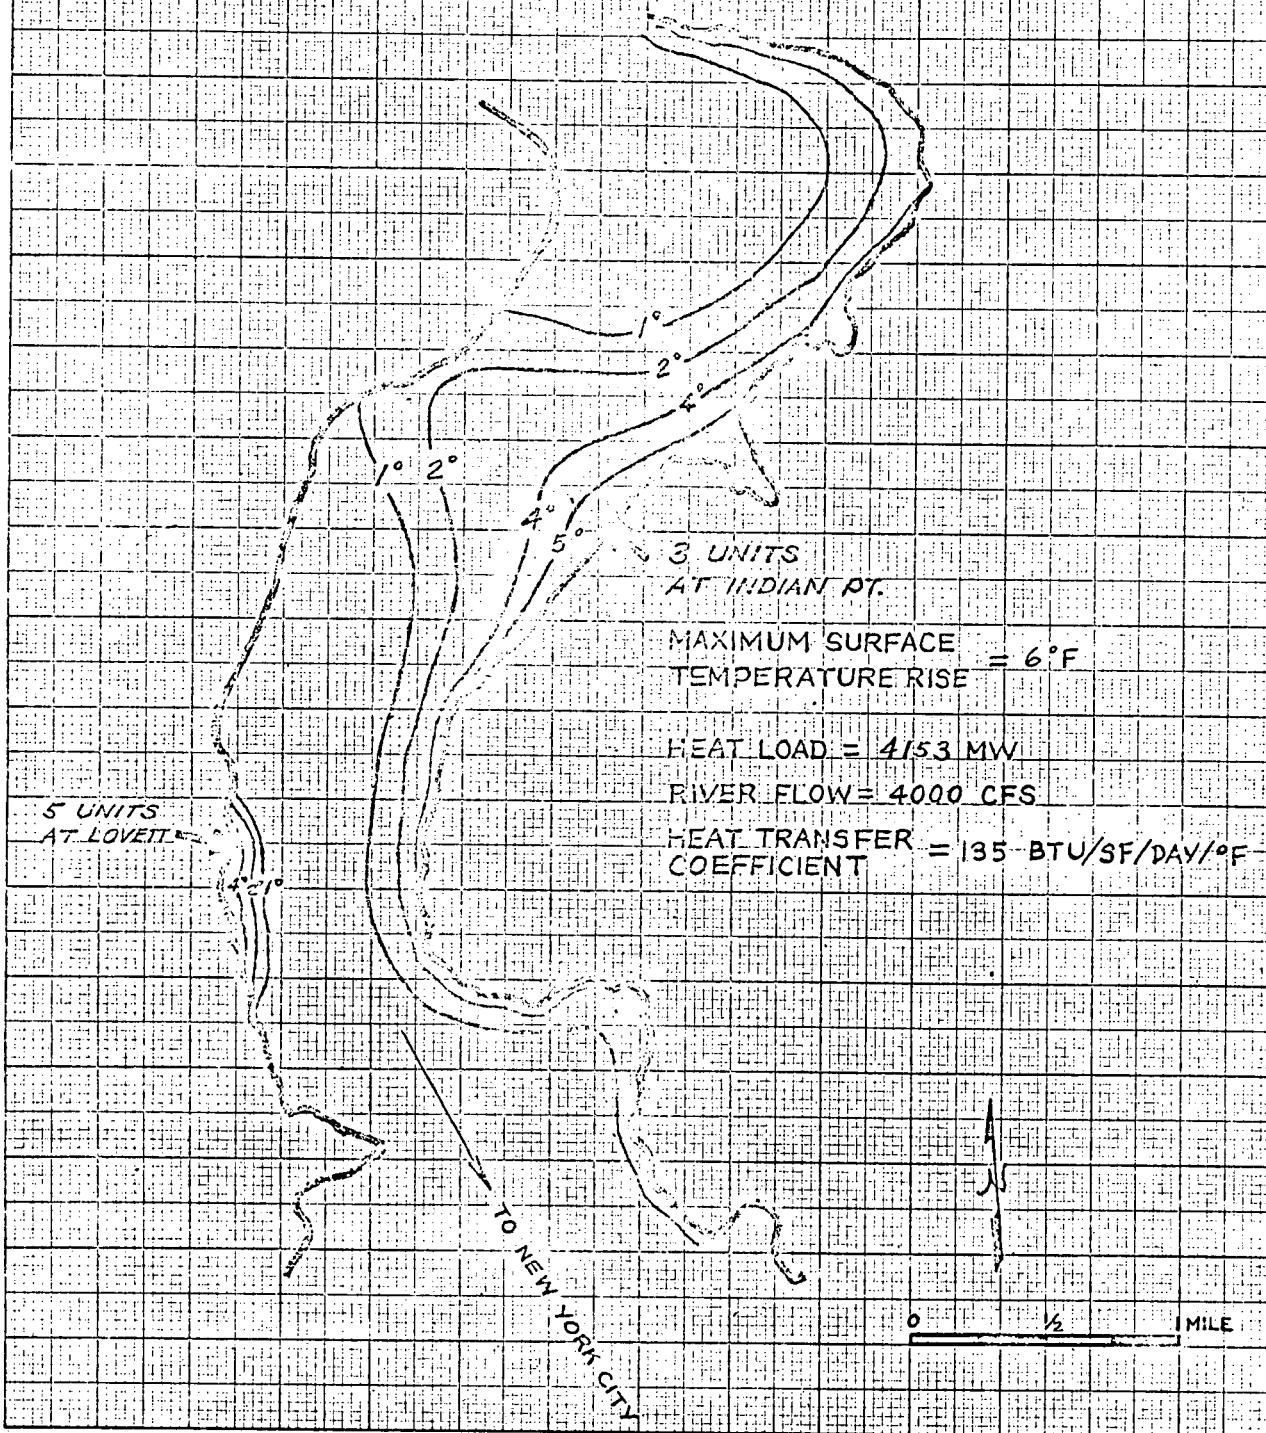 1°
2°
4°
1°
2°
4°
5°
3 UNITS
AT INDIAN PT.
MAXIMUM SURFACE
TEMPERATURE RISE = 6°F
HEAT LOAD = 4153 MW
RIVER FLOW = 4000 CFS
HEAT TRANSFER
COEFFICIENT = 135 BTU/SF/DAY/°F
5 UNITS
AT LOVETT
4° 2 1°
N
TO NEW YORK CITY
0 ½ 1 MILE